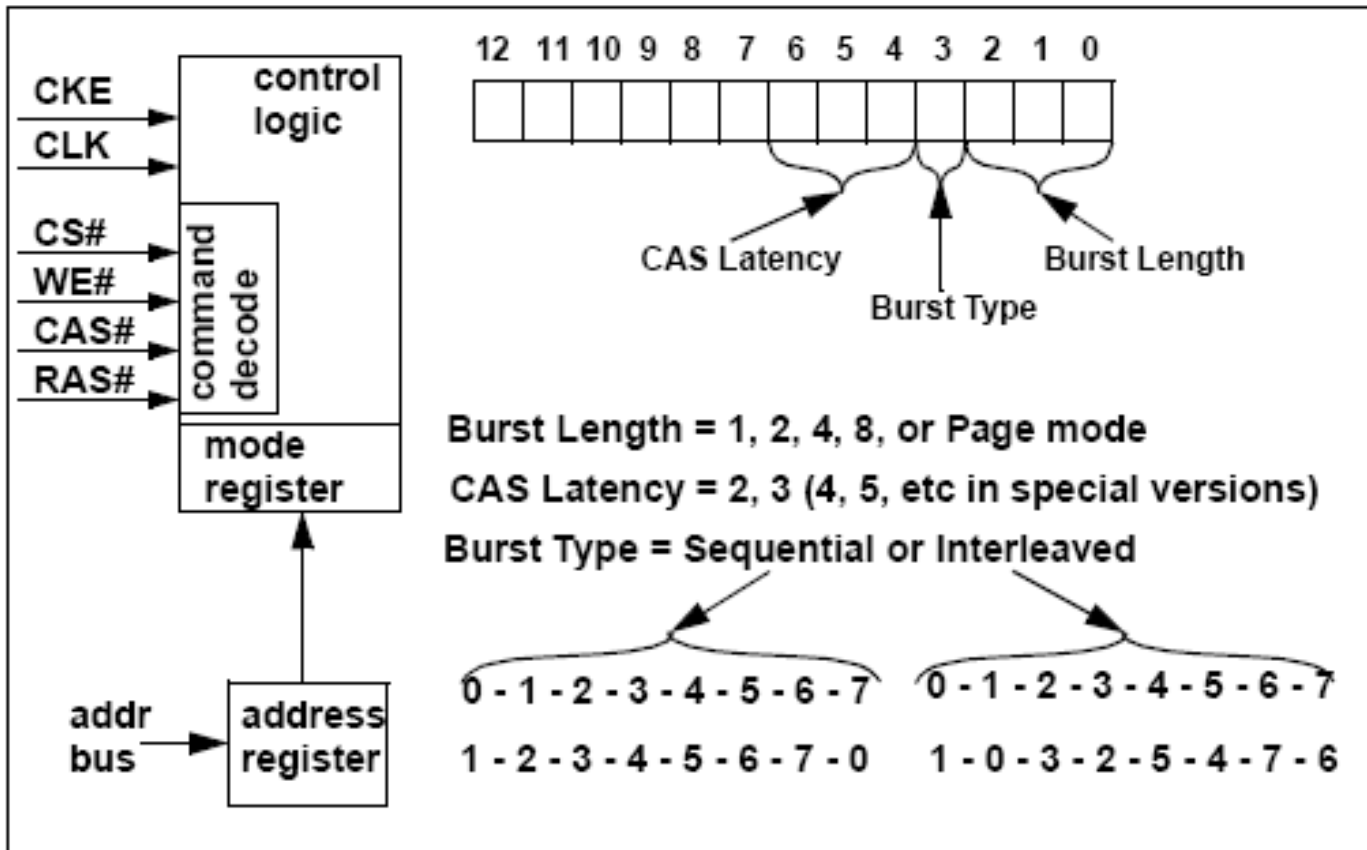 CKE
CLK
CS#
WE#
CAS#
RAS#
control
logic
command
decode
mode
register
addr
bus
address
register
12 11 10 9 8 7 6 5 4 3 2 1 0
CAS Latency
Burst Type
Burst Length
Burst Length = 1, 2, 4, 8, or Page mode
CAS Latency = 2, 3 (4, 5, etc in special versions)
Burst Type = Sequential or Interleaved
0 - 1 - 2 - 3 - 4 - 5 - 6 - 7
1 - 2 - 3 - 4 - 5 - 6 - 7 - 0
0 - 1 - 2 - 3 - 4 - 5 - 6 - 7
1 - 0 - 3 - 2 - 5 - 4 - 7 - 6